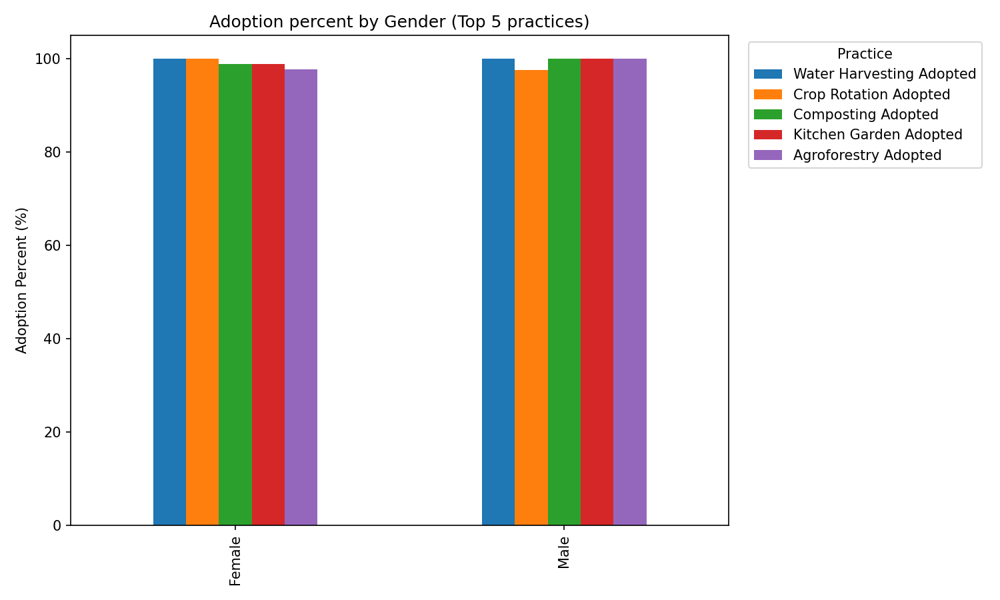 Adoption percent by Gender (Top 5 practices)
Practice
Water Harvesting Adopted
Crop Rotation Adopted
Composting Adopted
Kitchen Garden Adopted
Agroforestry Adopted
Adoption Percent (%)
100
80
60
40
20
0
Female
Male